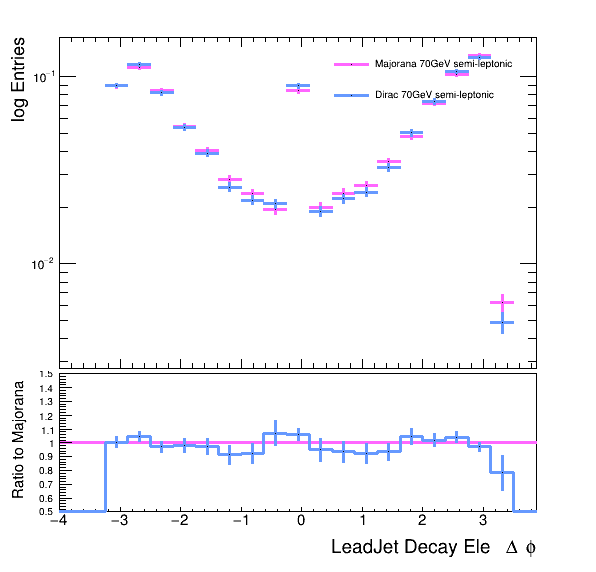 log Entries
10⁻¹
10⁻²
Majorana 70GeV semi-leptonic
Dirac 70GeV semi-leptonic
Ratio to Majorana
1.5
1.4
1.3
1.2
1.1
1
0.9
0.8
0.7
0.6
0.5
−4 −3 −2 −1 0 1 2 3
LeadJet Decay Ele Δ ϕ